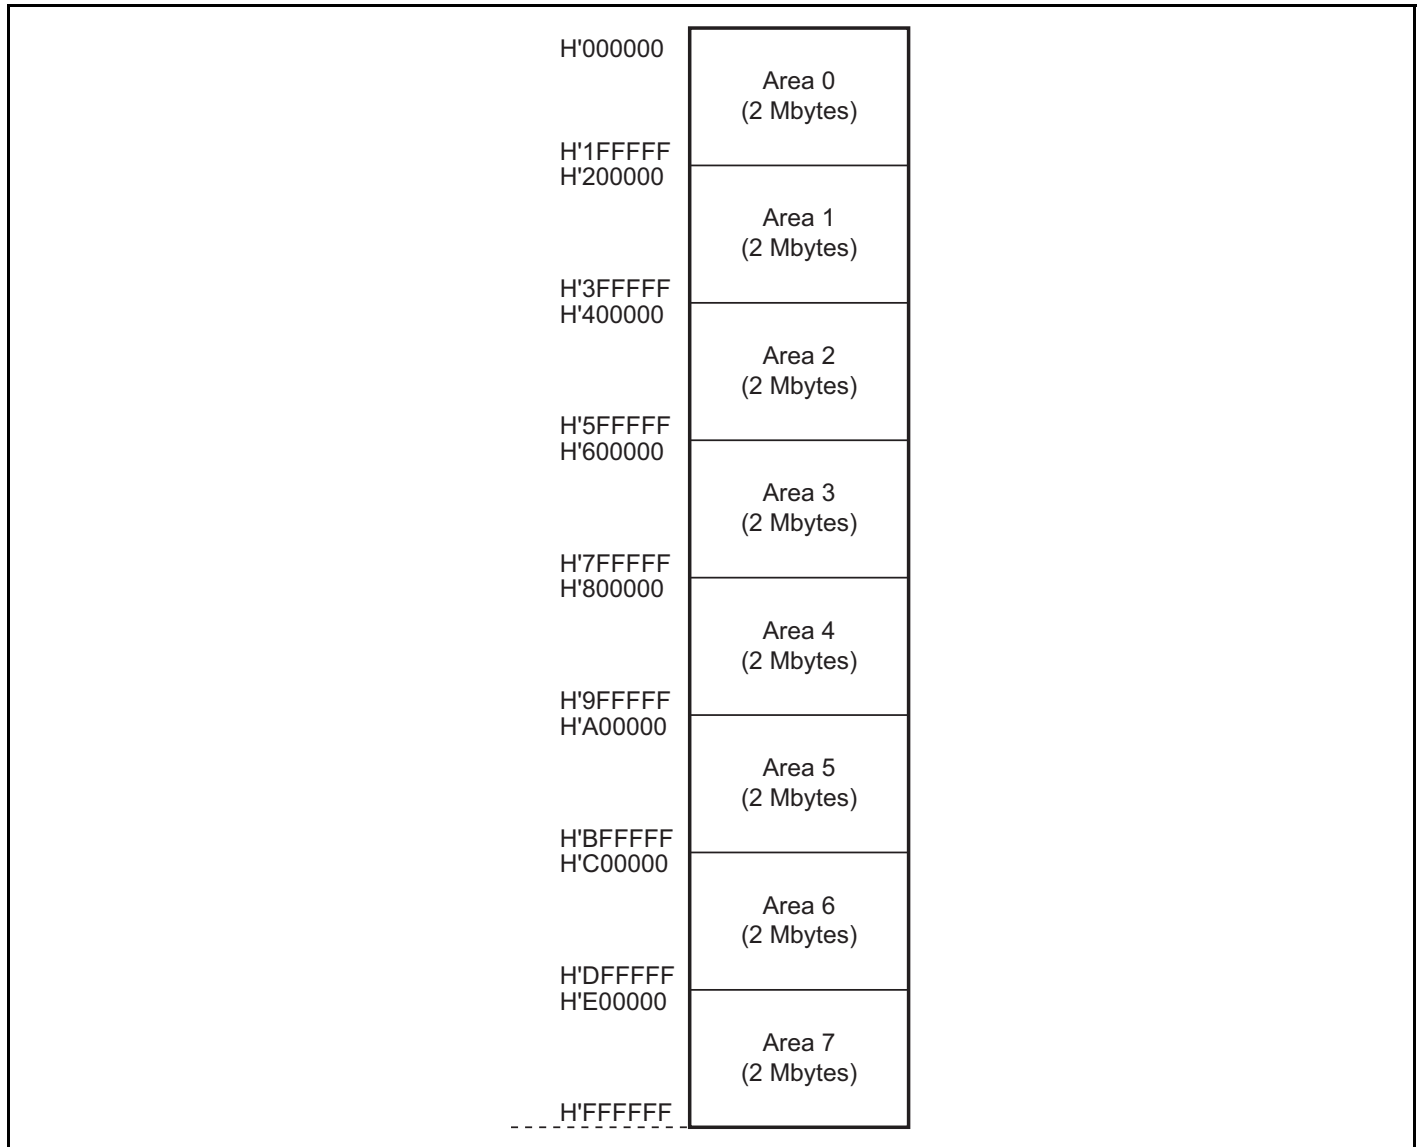 H'000000
Area 0
(2 Mbytes)
H'1FFFFF
H'200000
Area 1
(2 Mbytes)
H'3FFFFF
H'400000
Area 2
(2 Mbytes)
H'5FFFFF
H'600000
Area 3
(2 Mbytes)
H'7FFFFF
H'800000
Area 4
(2 Mbytes)
H'9FFFFF
H'A00000
Area 5
(2 Mbytes)
H'BFFFFF
H'C00000
Area 6
(2 Mbytes)
H'DFFFFF
H'E00000
Area 7
(2 Mbytes)
H'FFFFFF